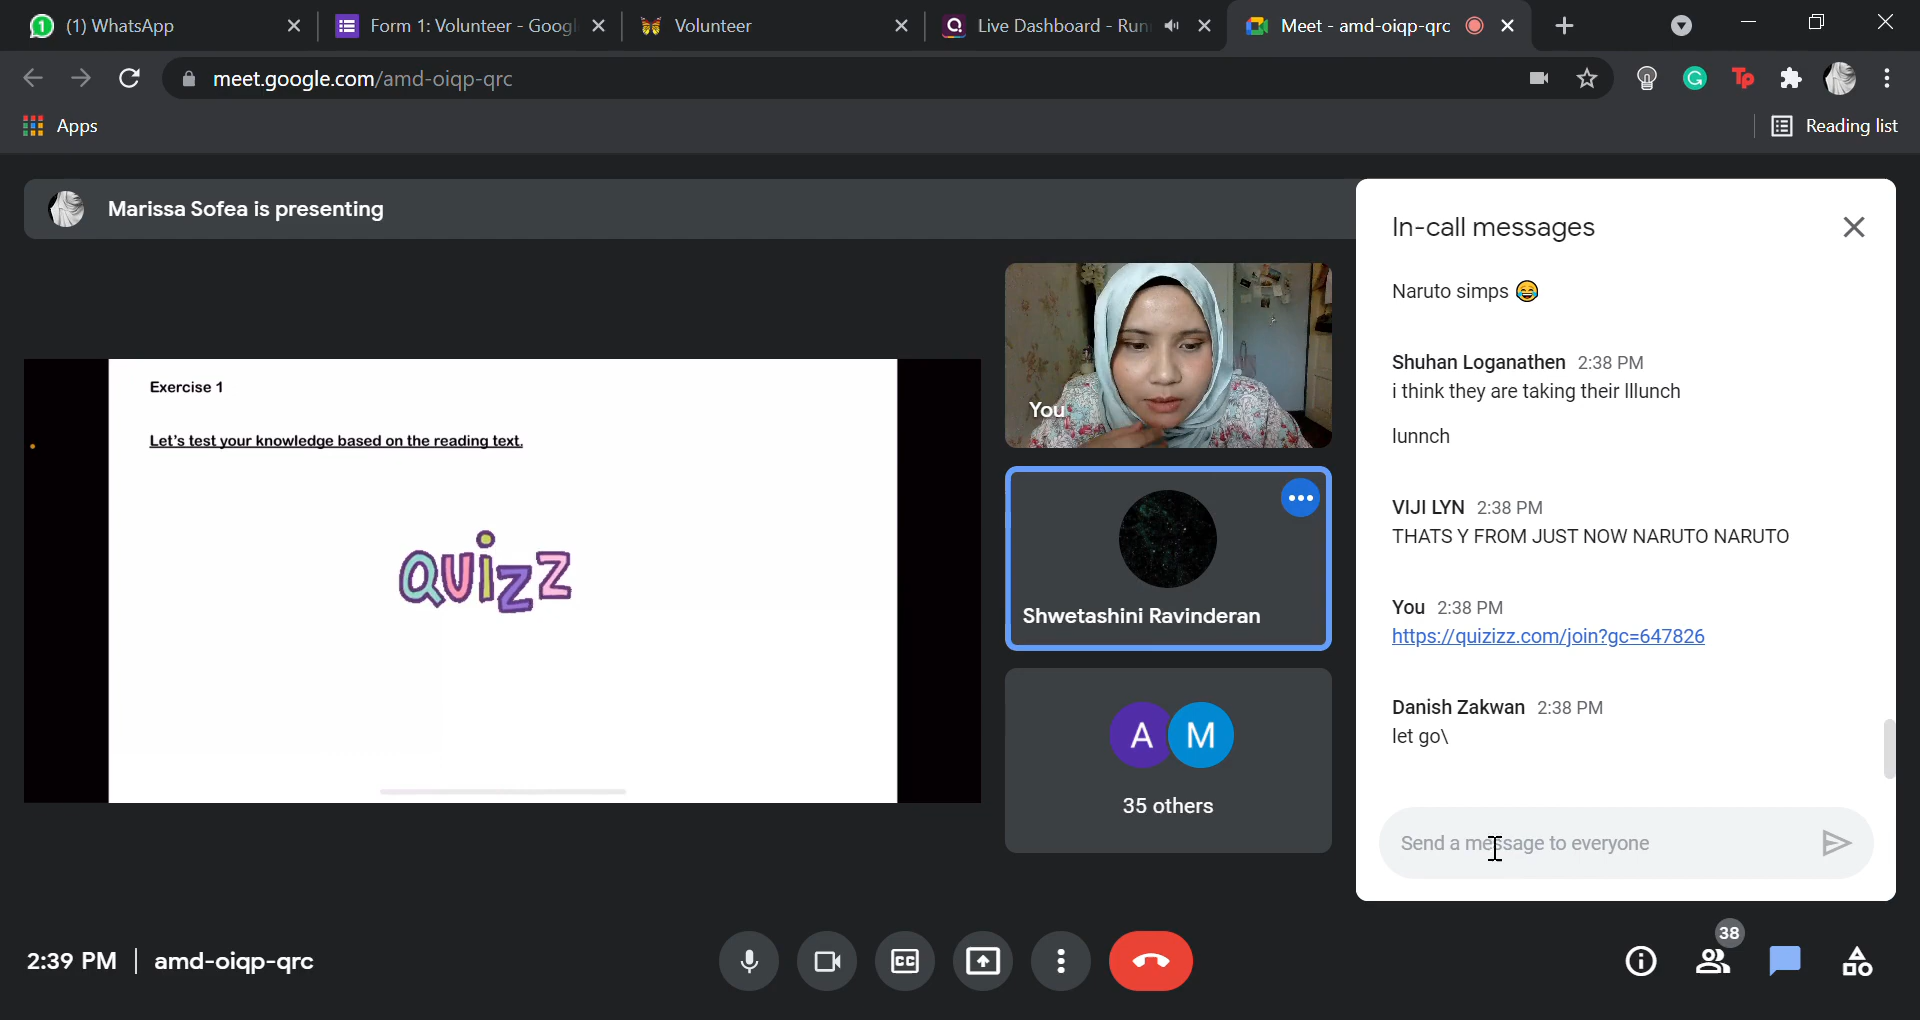 (1) WhatsApp
Form 1: Volunteer - Googl
Volunteer
Live Dashboard - Run
Meet - amd-oiqp-qrc
meet.google.com/amd-oiqp-qrc
Apps
Reading list
Marissa Sofea is presenting
Exercise 1
Let's test your knowledge based on the reading text.
QUIZZ
You
Shwetashini Ravinderan
A M
35 others
In-call messages
Naruto simps 😂
Shuhan Loganathen 2:38 PM
i think they are taking their lllunch
lunnch
VIJI LYN 2:38 PM
THATS Y FROM JUST NOW NARUTO NARUTO
You 2:38 PM
https://quizizz.com/join?gc=647826
Danish Zakwan 2:38 PM
let go\
Send a message to everyone
2:39 PM | amd-oiqp-qrc
CC
38